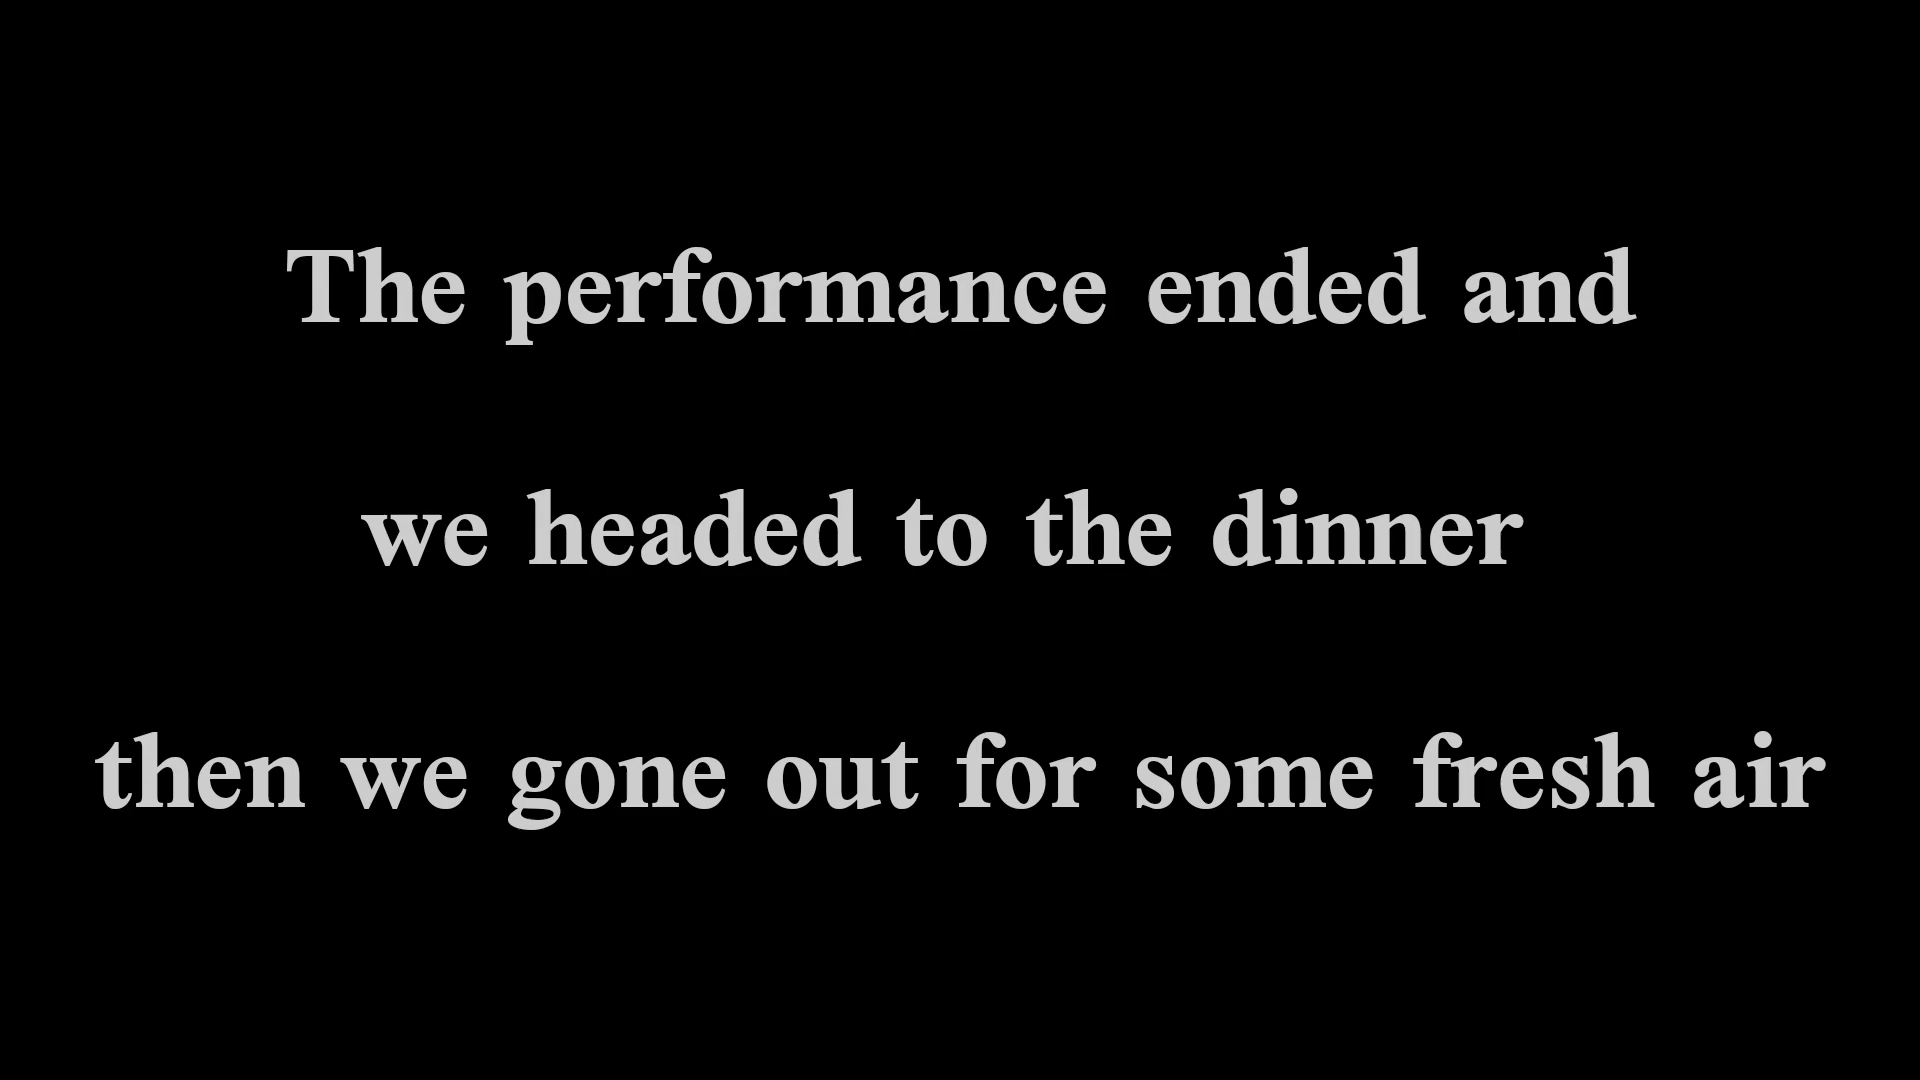 The performance ended and
we headed to the dinner
then we gone out for some fresh air